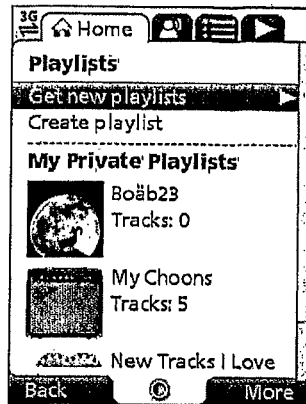 3G
Home
Playlists
Get new playlists
Create playlist
My Private Playlists
Boäb23
Tracks: 0
My Choons
Tracks: 5
New Tracks I Love
Back
More